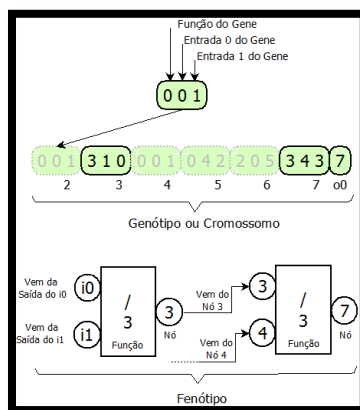 Função do Gene
Entrada 0 do Gene
Entrada 1 do Gene
0 0 1
0 0 1 3 1 0 0 0 1 0 4 2 2 0 5 3 4 3 7
2 3 4 5 6 7 o0
Genótipo ou Cromossomo
Vem da
Saída do i0
i0
Vem da
Saída do i1
i1
/
3
Função
3
Nó
Vem do
Nó 3
3
Vem do
Nó 4
4
/
3
Função
7
Nó
Fenótipo